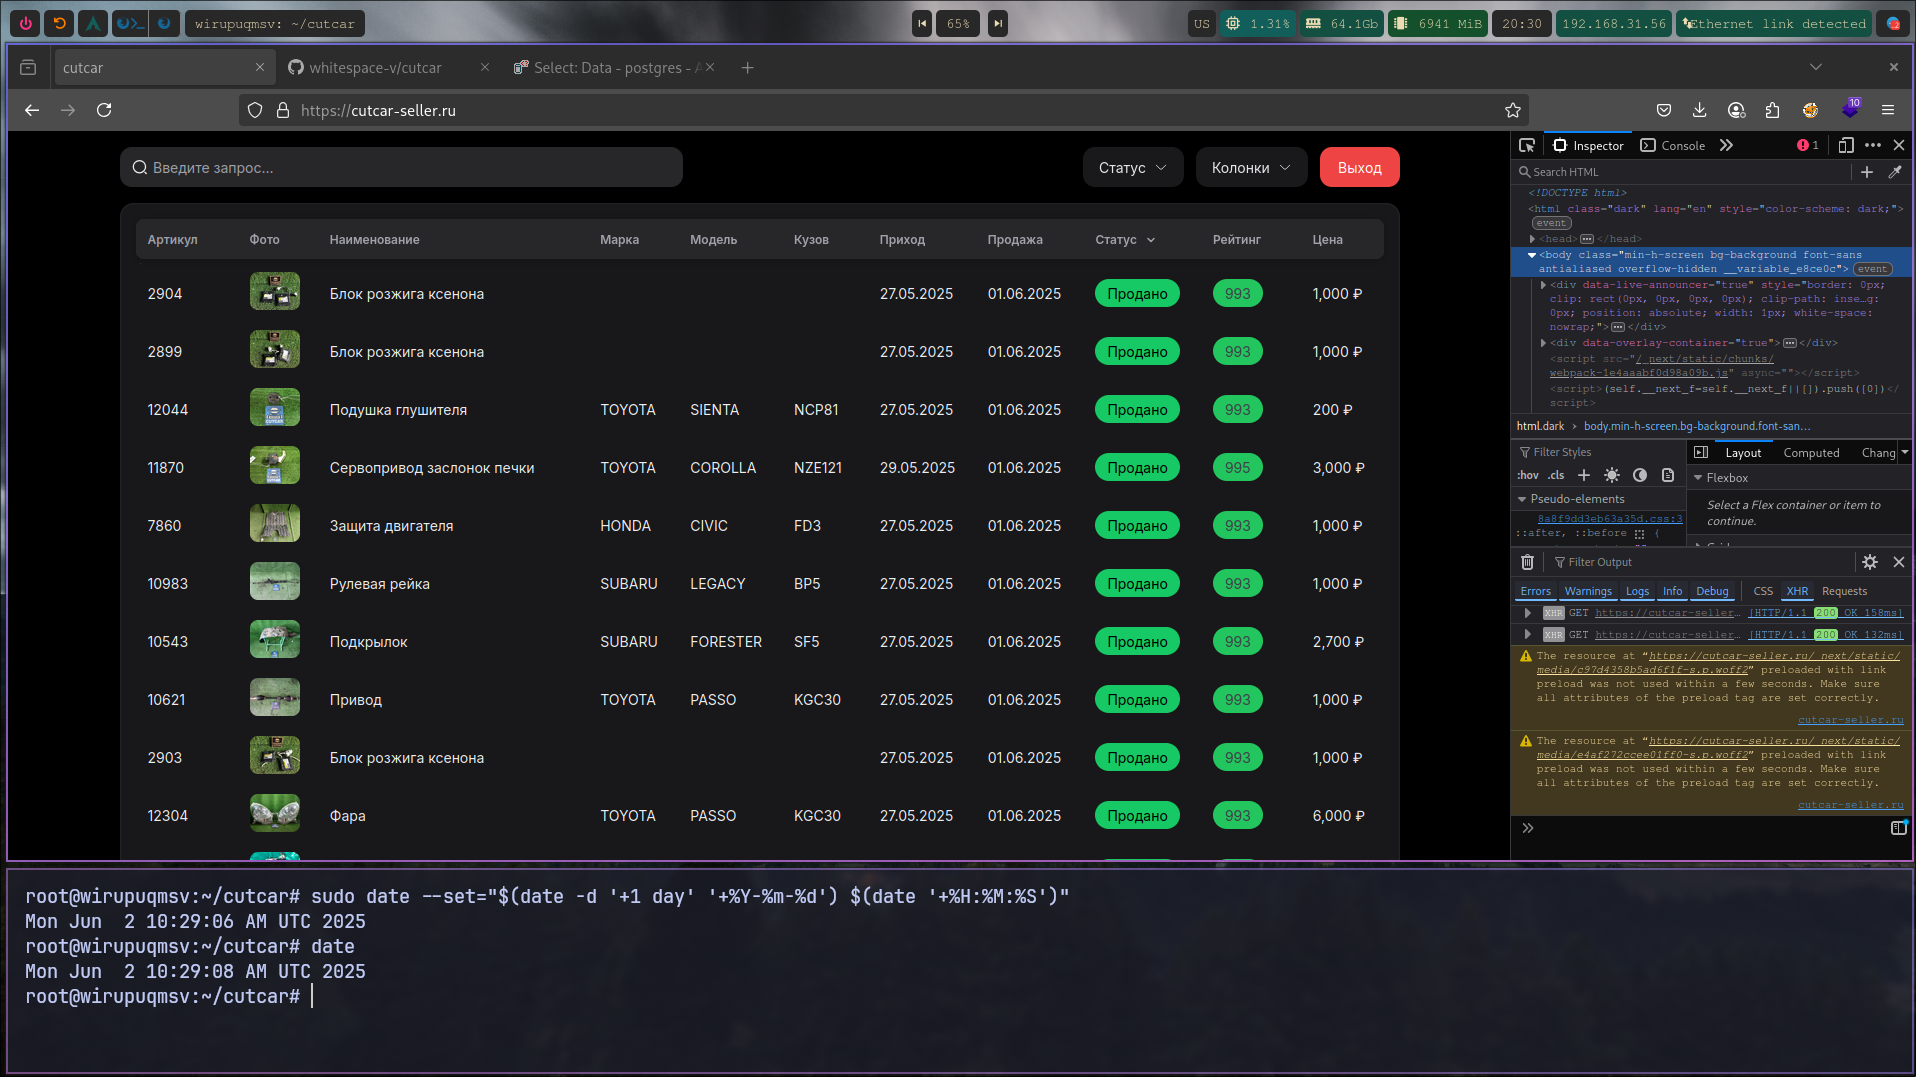 wirupuqmsv: ~/cutcar
65%
US
1.31%
64.1Gb
6941 MiB
20:30
192.168.31.56
Ethernet link detected
cutcar
whitespace-v/cutcar
Select: Data - postgres - A
https://cutcar-seller.ru
10
Введите запрос...
Статус
Колонки
Выход
Артикул Фото Наименование Марка Модель Кузов Приход Продажа Статус Рейтинг Цена
2904 Блок розжига ксенона 27.05.2025 01.06.2025 Продано 993 1,000 ₽
2899 Блок розжига ксенона 27.05.2025 01.06.2025 Продано 993 1,000 ₽
12044 Подушка глушителя TOYOTA SIENTA NCP81 27.05.2025 01.06.2025 Продано 993 200 ₽
11870 Сервопривод заслонок печки TOYOTA COROLLA NZE121 29.05.2025 01.06.2025 Продано 995 3,000 ₽
7860 Защита двигателя HONDA CIVIC FD3 27.05.2025 01.06.2025 Продано 993 1,000 ₽
10983 Рулевая рейка SUBARU LEGACY BP5 27.05.2025 01.06.2025 Продано 993 1,000 ₽
10543 Подкрылок SUBARU FORESTER SF5 27.05.2025 01.06.2025 Продано 993 2,700 ₽
10621 Привод TOYOTA PASSO KGC30 27.05.2025 01.06.2025 Продано 993 1,000 ₽
2903 Блок розжига ксенона 27.05.2025 01.06.2025 Продано 993 1,000 ₽
12304 Фара TOYOTA PASSO KGC30 27.05.2025 01.06.2025 Продано 993 6,000 ₽
Inspector
Console
1
Search HTML
<!DOCTYPE html>
<html class="dark" lang="en" style="color-scheme: dark;">
event
<head> </head>
<body class="min-h-screen bg-background font-sans
antialiased overflow-hidden __variable_e8ce0c"> event
<div data-live-announcer="true" style="border: 0px;
clip: rect(0px, 0px, 0px, 0px); clip-path: inse…g:
0px; position: absolute; width: 1px; white-space:
nowrap;"> </div>
<div data-overlay-container="true"> </div>
<script src="/_next/static/chunks/
webpack-1e4aaabf0d98a09b.js" async=""></script>
<script>(self.__next_f=self.__next_f||[]).push([0])</
script>
html.dark
body.min-h-screen.bg-background.font-san…
Filter Styles
:hov .cls
Pseudo-elements
8a8f9dd3eb63a35d.css:3
::after, ::before {
Layout
Computed
Chang
Flexbox
Select a Flex container or item to
continue.
Filter Output
Errors Warnings Logs Info Debug CSS XHR Requests
XHR GET https://cutcar-seller… [HTTP/1.1 200 OK 158ms]
XHR GET https://cutcar-seller… [HTTP/1.1 200 OK 132ms]
The resource at “https://cutcar-seller.ru/_next/static/
media/c97d4358b5ad6f1f-s.p.woff2” preloaded with link
preload was not used within a few seconds. Make sure
all attributes of the preload tag are set correctly.
cutcar-seller.ru
The resource at “https://cutcar-seller.ru/_next/static/
media/e4af272ccee01ff0-s.p.woff2” preloaded with link
preload was not used within a few seconds. Make sure
all attributes of the preload tag are set correctly.
cutcar-seller.ru
root@wirupuqmsv:~/cutcar# sudo date --set="$(date -d '+1 day' '+%Y-%m-%d') $(date '+%H:%M:%S')"
Mon Jun  2 10:29:06 AM UTC 2025
root@wirupuqmsv:~/cutcar# date
Mon Jun  2 10:29:08 AM UTC 2025
root@wirupuqmsv:~/cutcar#